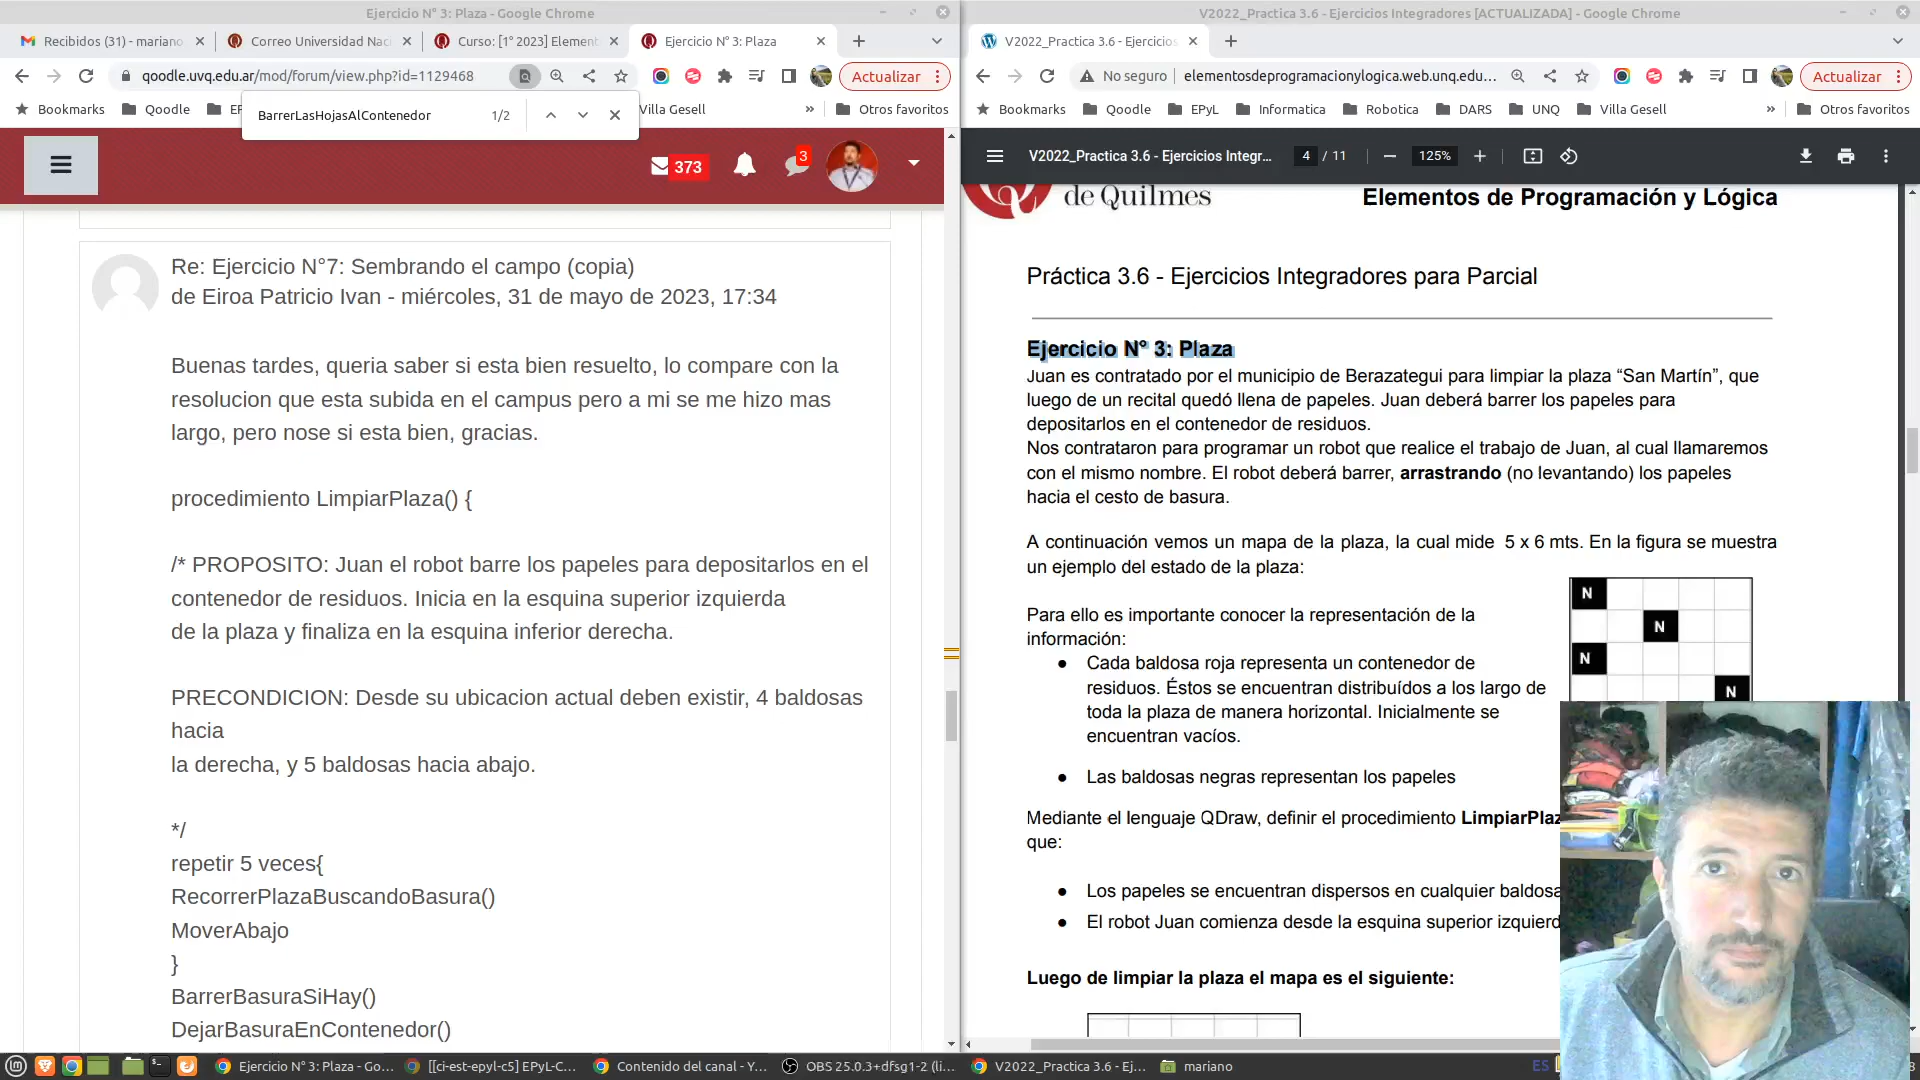 Ejercicio N° 3: Plaza - Google Chrome
Recibidos (31) - mariano
Correo Universidad Nac
Curso: [1° 2023] Element
Ejercicio N° 3: Plaza
qoodle.uvq.edu.ar/mod/forum/view.php?id=1129468
Actualizar
Bookmarks
Qoodle
Villa Gesell
»
Otros favoritos
BarrerLasHojasAlContenedor
1/2
373
3
Re: Ejercicio N°7: Sembrando el campo (copia)
de Eiroa Patricio Ivan - miércoles, 31 de mayo de 2023, 17:34
Buenas tardes, queria saber si esta bien resuelto, lo compare con la
resolucion que esta subida en el campus pero a mi se me hizo mas
largo, pero nose si esta bien, gracias.
procedimiento LimpiarPlaza() {
/* PROPOSITO: Juan el robot barre los papeles para depositarlos en el
contenedor de residuos. Inicia en la esquina superior izquierda
de la plaza y finaliza en la esquina inferior derecha.
PRECONDICION: Desde su ubicacion actual deben existir, 4 baldosas
hacia
la derecha, y 5 baldosas hacia abajo.
*/
repetir 5 veces{
RecorrerPlazaBuscandoBasura()
MoverAbajo
}
BarrerBasuraSiHay()
DejarBasuraEnContenedor()
V2022_Practica 3.6 - Ejercicios Integradores [ACTUALIZADA] - Google Chrome
V2022_Practica 3.6 - Ejercicios
No seguro
elementosdeprogramacionylogica.web.unq.edu...
Actualizar
Bookmarks
Qoodle
EPyL
Informatica
Robotica
DARS
UNQ
Villa Gesell
»
Otros favoritos
V2022_Practica 3.6 - Ejercicios Integr...
4 / 11
125%
de Quilmes
Elementos de Programación y Lógica
Práctica 3.6 - Ejercicios Integradores para Parcial
Ejercicio N° 3: Plaza
Juan es contratado por el municipio de Berazategui para limpiar la plaza “San Martín”, que
luego de un recital quedó llena de papeles. Juan deberá barrer los papeles para
depositarlos en el contenedor de residuos.
Nos contrataron para programar un robot que realice el trabajo de Juan, al cual llamaremos
con el mismo nombre. El robot deberá barrer, arrastrando (no levantando) los papeles
hacia el cesto de basura.
A continuación vemos un mapa de la plaza, la cual mide 5 x 6 mts. En la figura se muestra
un ejemplo del estado de la plaza:
Para ello es importante conocer la representación de la
información:
● Cada baldosa roja representa un contenedor de
residuos. Éstos se encuentran distribuídos a los largo de
toda la plaza de manera horizontal. Inicialmente se
encuentran vacíos.
● Las baldosas negras representan los papeles
N
N
N
N
Mediante el lenguaje QDraw, definir el procedimiento LimpiarPlaz
que:
● Los papeles se encuentran dispersos en cualquier baldosa
● El robot Juan comienza desde la esquina superior izquierd
Luego de limpiar la plaza el mapa es el siguiente:
Ejercicio N° 3: Plaza - Go...
[[ci-est-epyl-c5] EPyL-C...
Contenido del canal - Y...
OBS 25.0.3+dfsg1-2 (li...
V2022_Practica 3.6 - Ej...
mariano
ES